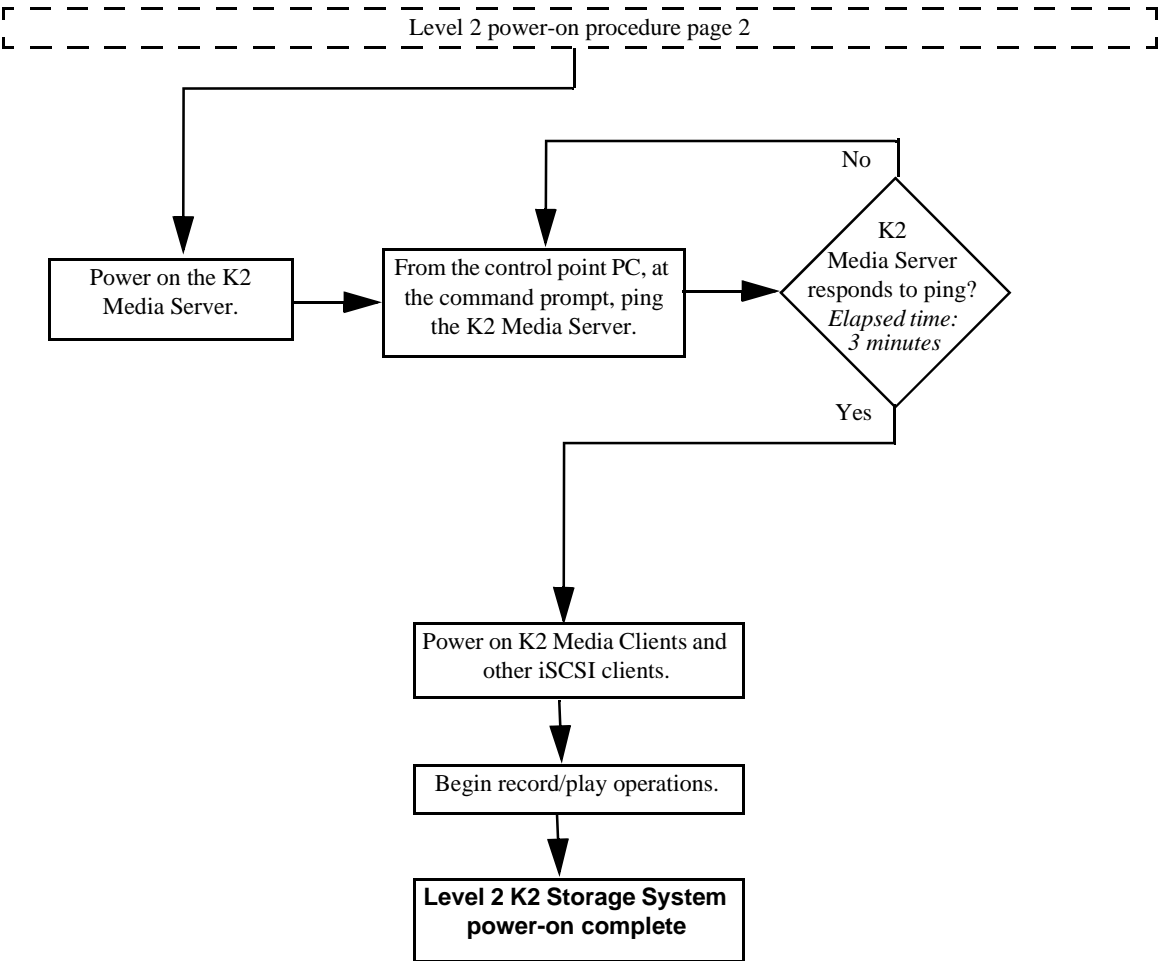 Level 2 power-on procedure page 2
No
Power on the K2
Media Server.
From the control point PC, at
the command prompt, ping
the K2 Media Server.
K2
Media Server
responds to ping?
Elapsed time:
3 minutes
Yes
Power on K2 Media Clients and
other iSCSI clients.
Begin record/play operations.
Level 2 K2 Storage System
power-on complete